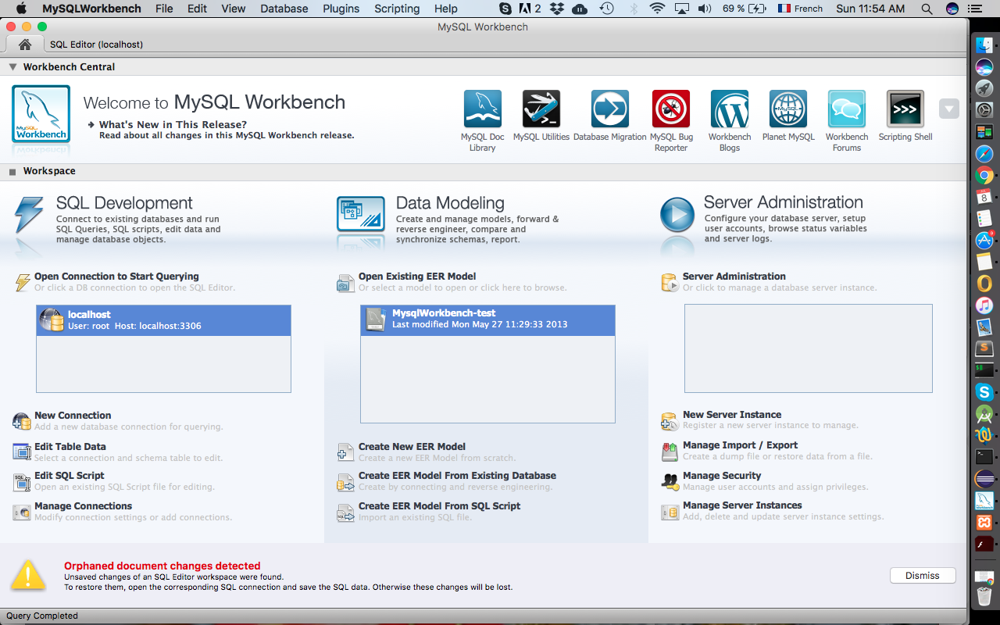 MySQLWorkbench File Edit View Database Plugins Scripting Help 2 69 % French Sun 11:54 AM
MySQL Workbench
SQL Editor (localhost)
Workbench Central
MySQL
Workbench
Welcome to MySQL Workbench
What's New in This Release?
Read about all changes in this MySQL Workbench release.
MySQL Doc
Library
MySQL Utilities
Database Migration
MySQL Bug
Reporter
Workbench
Blogs
MySQL
Planet MySQL
Workbench
Forums
>>>
Scripting Shell
Workspace
SQL Development
Connect to existing databases and run
SQL Queries, SQL scripts, edit data and
manage database objects.
Open Connection to Start Querying
Or click a DB connection to open the SQL Editor.
localhost
User: root Host: localhost:3306
New Connection
Add a new database connection for querying.
Edit Table Data
Select a connection and schema table to edit.
SQL
Edit SQL Script
Open an existing SQL Script file for editing.
Manage Connections
Modify connection settings or add connections.
Data Modeling
Create and manage models, forward &
reverse engineer, compare and
synchronize schemas, report.
Open Existing EER Model
Or select a model to open or click here to browse.
MysqlWorkbench-test
Last modified Mon May 27 11:29:33 2013
Create New EER Model
Create a new EER Model from scratch.
Create EER Model From Existing Database
Create by connecting and reverse engineering.
Create EER Model From SQL Script
Import an existing SQL file.
Server Administration
Configure your database server, setup
user accounts, browse status variables
and server logs.
Server Administration
Or click to manage a database server instance.
New Server Instance
Register a new server instance to manage.
Manage Import / Export
Create a dump file or restore data from a file.
Manage Security
Manage user accounts and assign privileges.
Manage Server Instances
Add, delete and update server instance settings.
Orphaned document changes detected
Unsaved changes of an SQL Editor workspace were found.
To restore them, open the corresponding SQL connection and save the SQL data. Otherwise these changes will be lost.
Dismiss
Query Completed
8